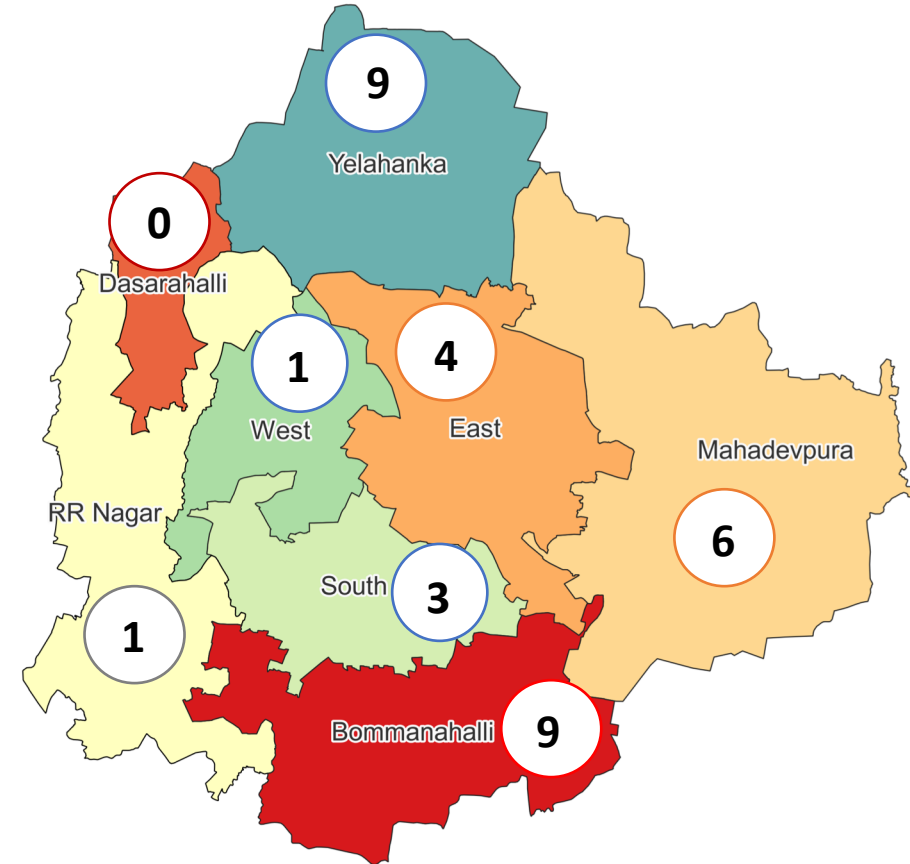 9
Yelahanka
0
Dasarahalli
1
4
West
East
Mahadevpura
RR Nagar
6
South
3
1
Bommanahalli
9